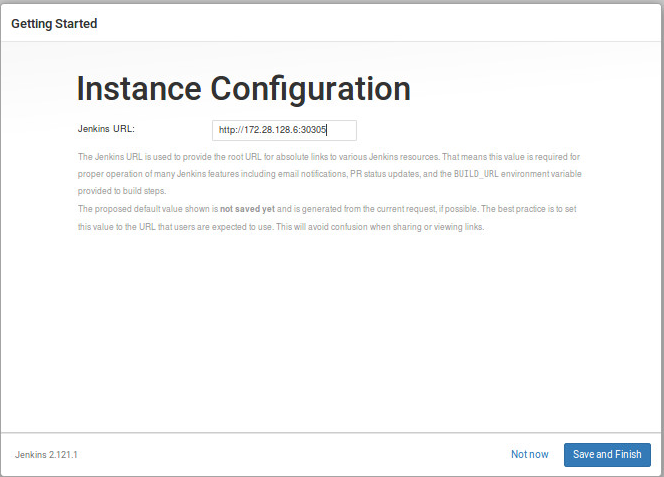 Getting Started
Instance Configuration
Jenkins URL: http://172.28.128.6:30305
The Jenkins URL is used to provide the root URL for absolute links to various Jenkins resources. That means this value is required for
proper operation of many Jenkins features including email notifications, PR status updates, and the BUILD_URL environment variable
provided to build steps.
The proposed default value shown is not saved yet and is generated from the current request, if possible. The best practice is to set
this value to the URL that users are expected to use. This will avoid confusion when sharing or viewing links.
Jenkins 2.121.1 Not now Save and Finish